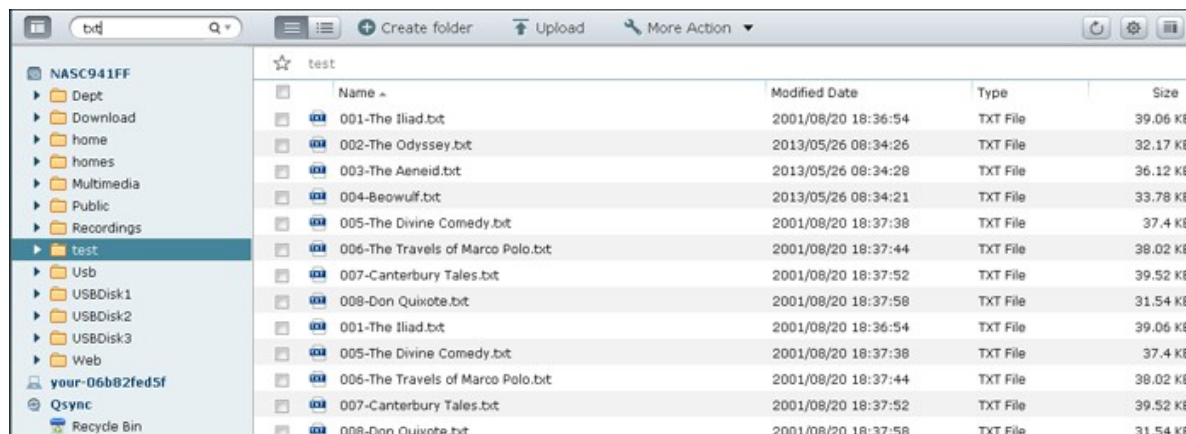 txt
Create folder Upload More Action
NASC941FF
Dept
Download
home
homes
Multimedia
Public
Recordings
test
Usb
USBDisk1
USBDisk2
USBDisk3
Web
your-06b82fed5f
Qsync
Recycle Bin
test
Name Modified Date Type Size
001-The Iliad.txt 2001/08/20 18:36:54 TXT File 39.06 KB
002-The Odyssey.txt 2013/05/26 08:34:26 TXT File 32.17 KB
003-The Aeneid.txt 2013/05/26 08:34:28 TXT File 36.12 KB
004-Beowulf.txt 2013/05/26 08:34:21 TXT File 33.78 KB
005-The Divine Comedy.txt 2001/08/20 18:37:38 TXT File 37.4 KB
006-The Travels of Marco Polo.txt 2001/08/20 18:37:44 TXT File 38.02 KB
007-Canterbury Tales.txt 2001/08/20 18:37:52 TXT File 39.52 KB
008-Don Quixote.txt 2001/08/20 18:37:58 TXT File 31.54 KB
001-The Iliad.txt 2001/08/20 18:36:54 TXT File 39.06 KB
005-The Divine Comedy.txt 2001/08/20 18:37:38 TXT File 37.4 KB
006-The Travels of Marco Polo.txt 2001/08/20 18:37:44 TXT File 38.02 KB
007-Canterbury Tales.txt 2001/08/20 18:37:52 TXT File 39.52 KB
008-Don Quixote.txt 2001/08/20 18:37:58 TXT File 31.54 KB